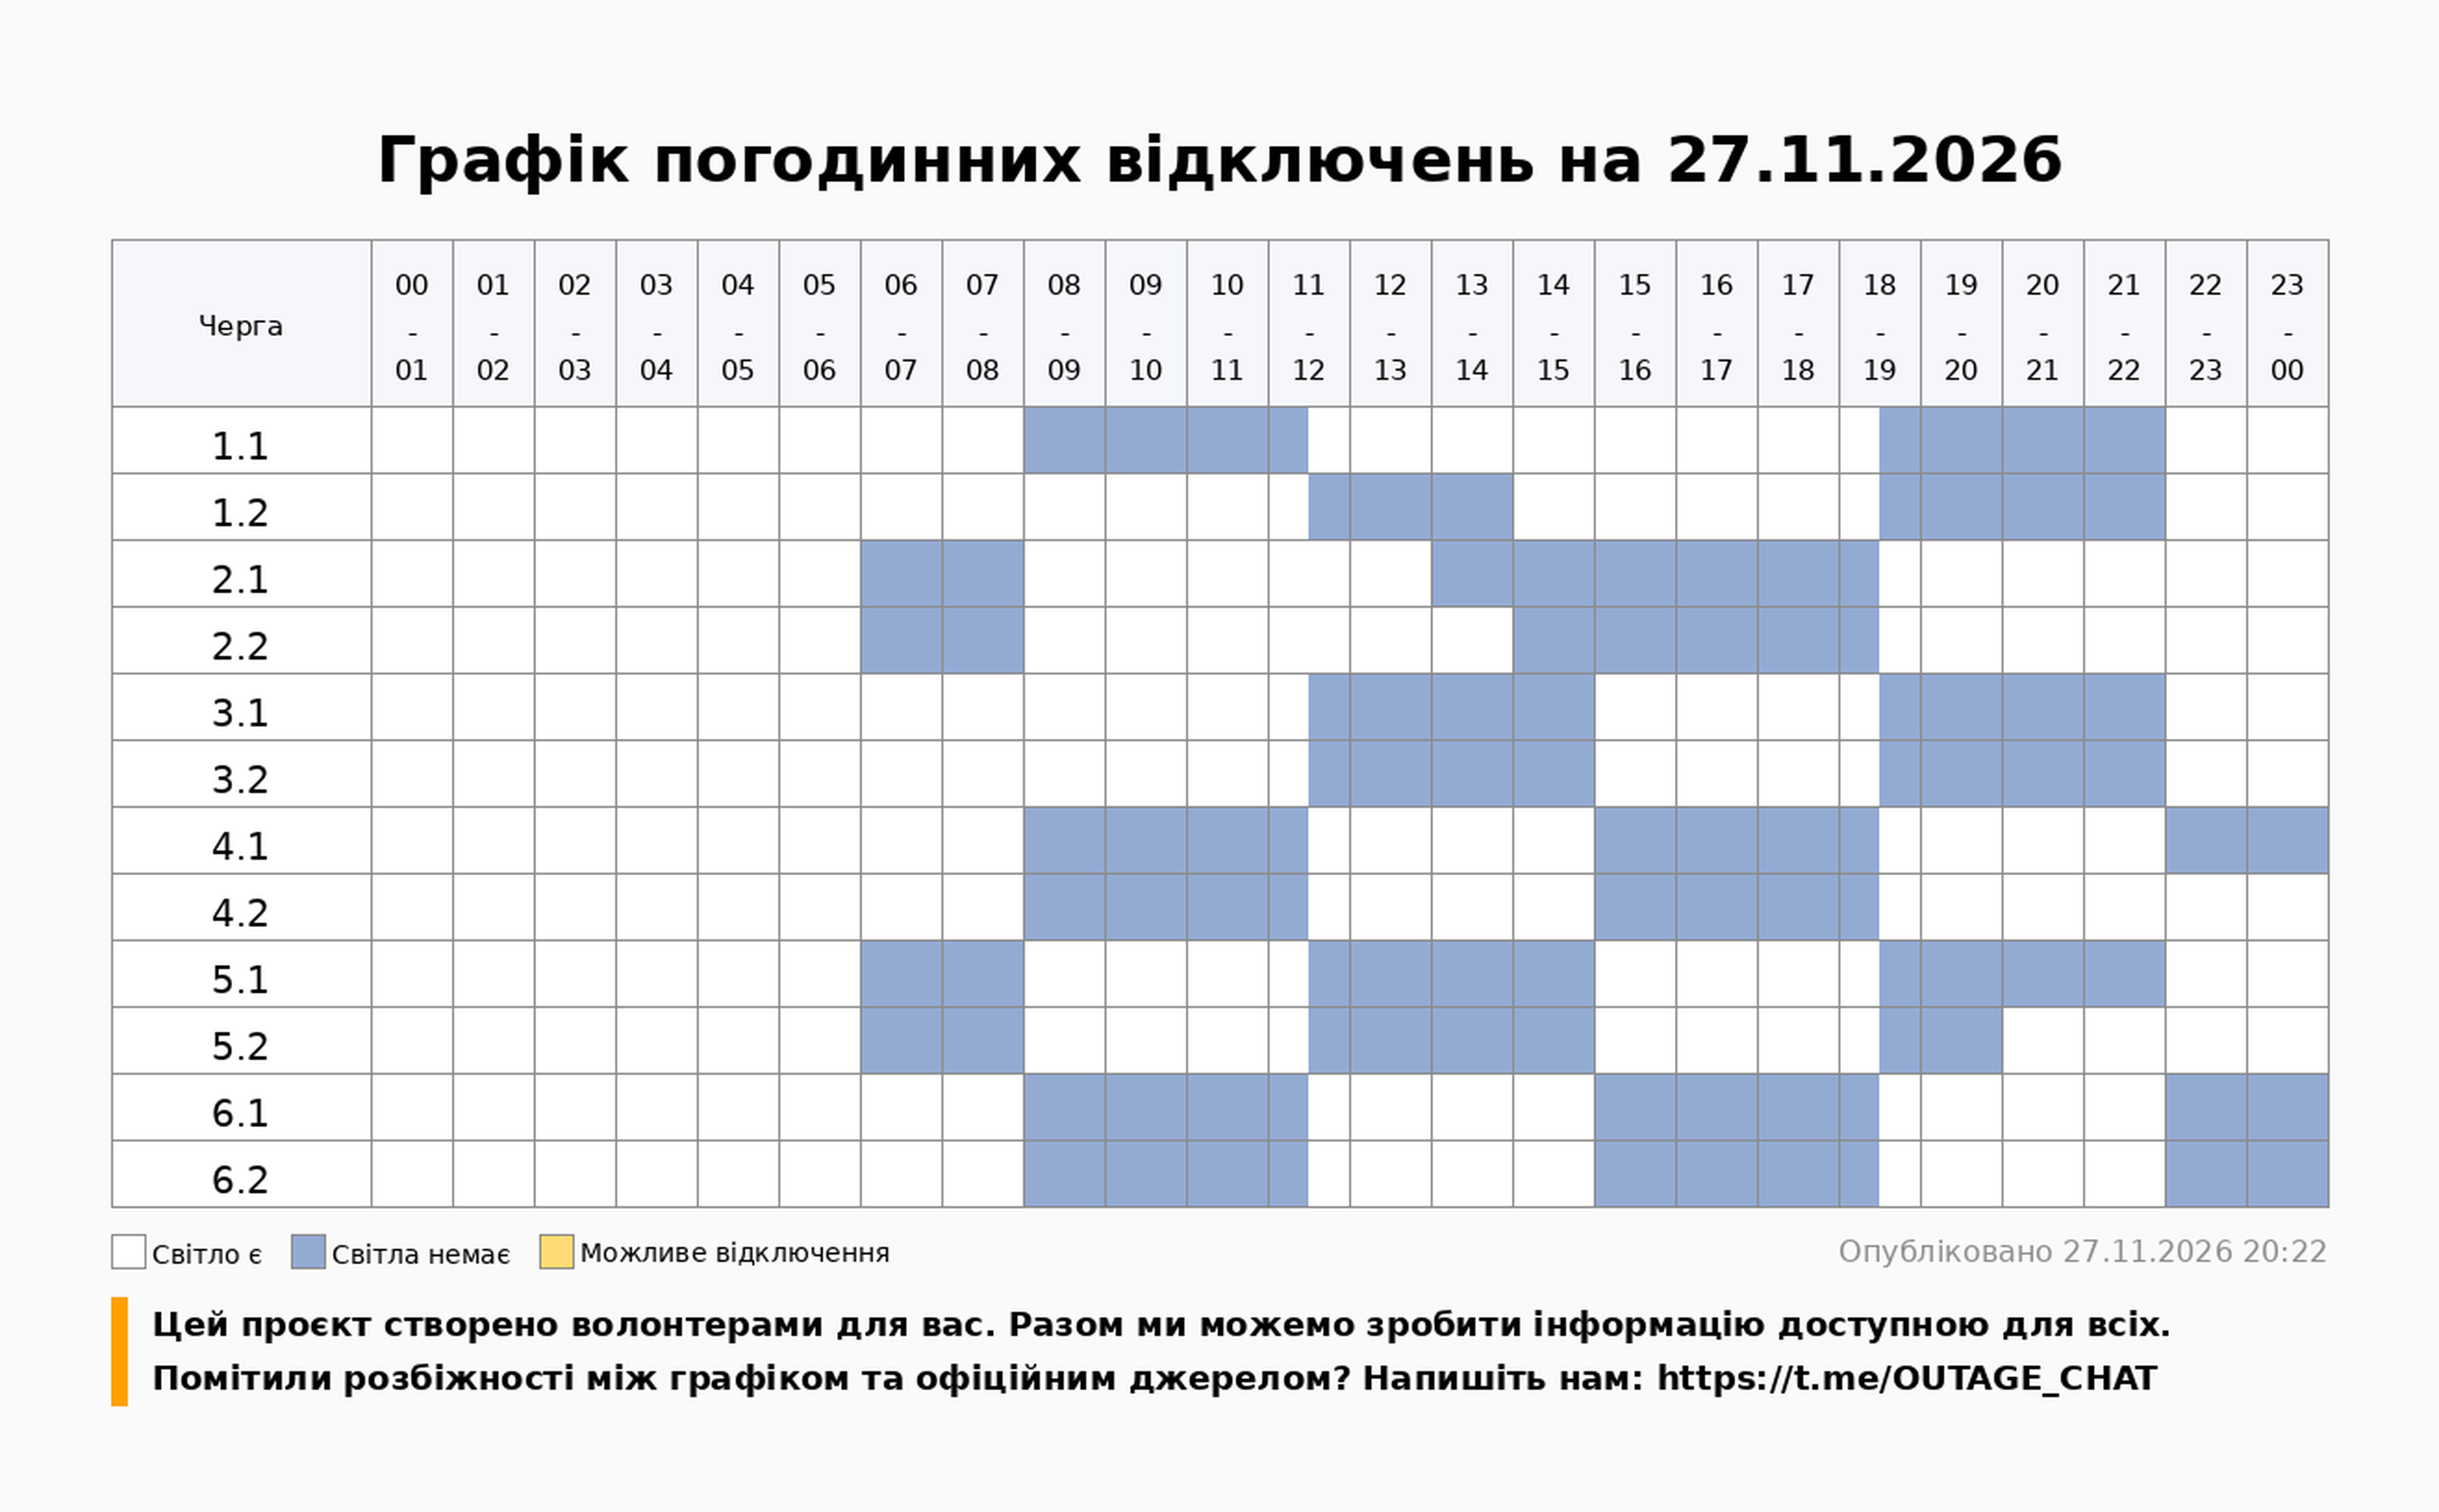 Графік погодинних відключень на 27.11.2026
Черга 00 - 01 01 - 02 02 - 03 03 - 04 04 - 05 05 - 06 06 - 07 07 - 08 08 - 09 09 - 10 10 - 11 11 - 12 12 - 13 13 - 14 14 - 15 15 - 16 16 - 17 17 - 18 18 - 19 19 - 20 20 - 21 21 - 22 22 - 23 23 - 00
1.1
1.2
2.1
2.2
3.1
3.2
4.1
4.2
5.1
5.2
6.1
6.2
Світло є Світла немає Можливе відключення Опубліковано 27.11.2026 20:22
Цей проєкт створено волонтерами для вас. Разом ми можемо зробити інформацію доступною для всіх.
Помітили розбіжності між графіком та офіційним джерелом? Напишіть нам: https://t.me/OUTAGE_CHAT